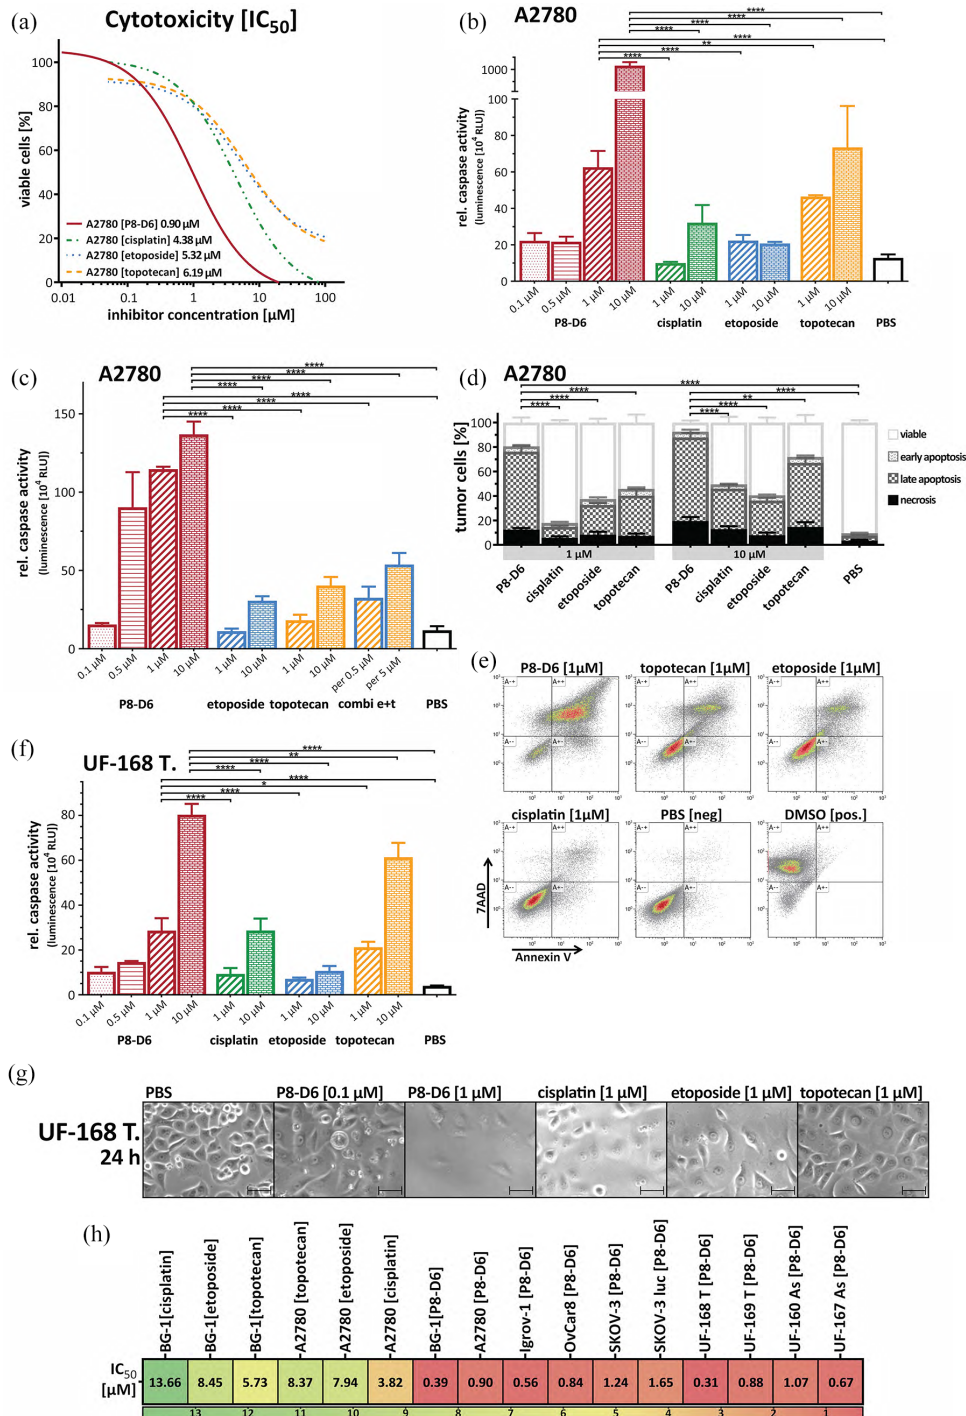 (a)
Cytotoxicity [IC50]
viable cells [%]
100
80
60
40
20
0
A2780 [P8-D6] 0.90 µM
A2780 [cisplatin] 4.38 µM
A2780 [etoposide] 5.32 µM
A2780 [topotecan] 6.19 µM
0.01 0.1 1 10 100
inhibitor concentration [µM]
(b)
A2780
****
****
****
****
****
**
****
****
rel. caspase activity
(luminescence [10⁴ RLU])
1000
100
80
60
40
20
0
0.1 µM 0.5 µM 1 µM 10 µM 1 µM 10 µM 1 µM 10 µM 1 µM 10 µM
P8-D6 cisplatin etoposide topotecan PBS
(c)
A2780
****
****
****
****
****
****
****
****
rel. caspase activity
(luminescence [10⁴ RLU])
150
100
50
0
0.1 µM 0.5 µM 1 µM 10 µM 1 µM 10 µM 1 µM 10 µM per 0.5 µM per 5 µM
P8-D6 etoposide topotecan combi e+t PBS
(d)
A2780
****
**** ****
**** **
**** ****
**** ****
tumor cells [%]
100
80
60
40
20
0
viable
early apoptosis
late apoptosis
necrosis
1 µM 10 µM
P8-D6 cisplatin etoposide topotecan P8-D6 cisplatin etoposide topotecan PBS
(e)
P8-D6 [1µM] topotecan [1µM] etoposide [1µM]
A-+ A++ A-+ A++ A-+ A++
A-- A+- A-- A+- A-- A+-
cisplatin [1µM] PBS [neg] DMSO [pos.]
A-+ A++ A-+ A++ A-+ A++
A-- A+- A-- A+- A-- A+-
7AAD
Annexin V
(f)
UF-168 T.
****
**
****
****
****
*
****
****
rel. caspase activity
(luminescence [10⁴ RLU])
80
60
40
20
0
0.1 µM 0.5 µM 1 µM 10 µM 1 µM 10 µM 1 µM 10 µM 1 µM 10 µM
P8-D6 cisplatin etoposide topotecan PBS
(g)
PBS P8-D6 [0.1 µM] P8-D6 [1 µM] cisplatin [1 µM] etoposide [1 µM] topotecan [1 µM]
UF-168 T.
24 h
(h)
BG-1[cisplatin] BG-1[etoposide] BG-1[topotecan] A2780 [topotecan] A2780 [etoposide] A2780 [cisplatin] BG-1[P8-D6] A2780 [P8-D6] Igrov-1 [P8-D6] OvCar8 [P8-D6] SKOV-3 [P8-D6] SKOV-3 luc [P8-D6] UF-168 T [P8-D6] UF-169 T [P8-D6] UF-160 As [P8-D6] UF-167 As [P8-D6]
IC50
[µM]
13.66 8.45 5.73 8.37 7.94 3.82 0.39 0.90 0.56 0.84 1.24 1.65 0.31 0.88 1.07 0.67
13 12 11 10 9 8 7 6 5 4 3 2 1